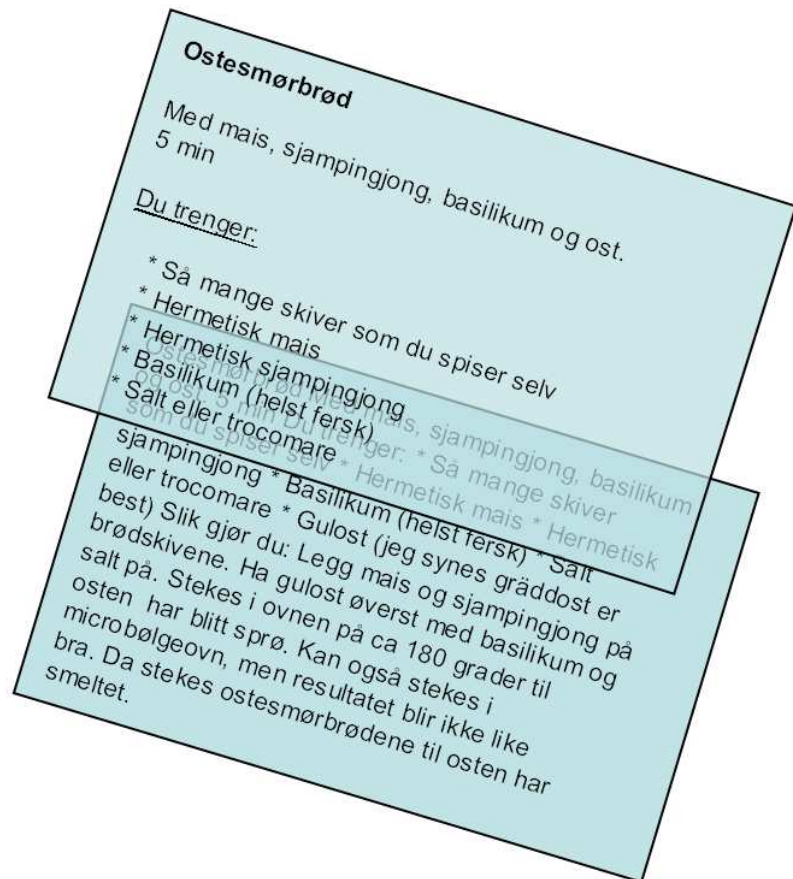 Ostesmørbrød
Med mais, sjampingjong, basilikum og ost.
5 min
Du trenger:
* Så mange skiver som du spiser selv
* Hermetisk mais
* Hermetisk sjampingjong
* Basilikum (helst fersk)
* Salt eller trocomare
Ostesmørbrød Med mais, sjampingjong, basilikum
og ost. 5 min Du trenger: * Så mange skiver
som du spiser selv * Hermetisk mais * Hermetisk
sjampingjong * Basilikum (helst fersk) * Salt
eller trocomare * Gulost (jeg synes gräddost er
best) Slik gjør du: Legg mais og sjampingjong på
brødskivene. Ha gulost øverst med basilikum og
salt på. Stekes i ovnen på ca 180 grader til
osten har blitt sprø. Kan også stekes i
microbølgeovn, men resultatet blir ikke like
bra. Da stekes ostesmørbrødene til osten har
smeltet.